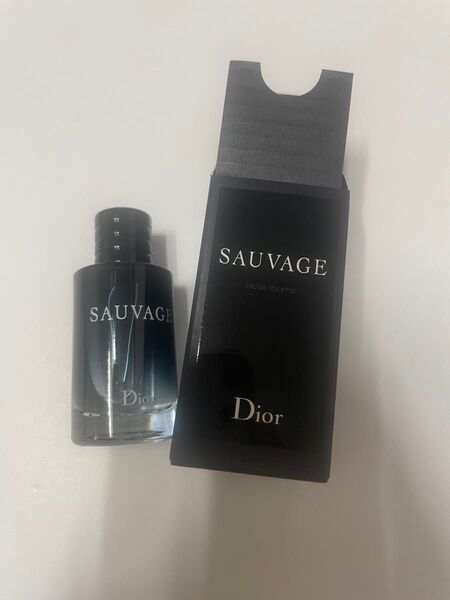 SAUVAGE
Dior
SAUVAGE
EAU DE TOILETTE
Dior